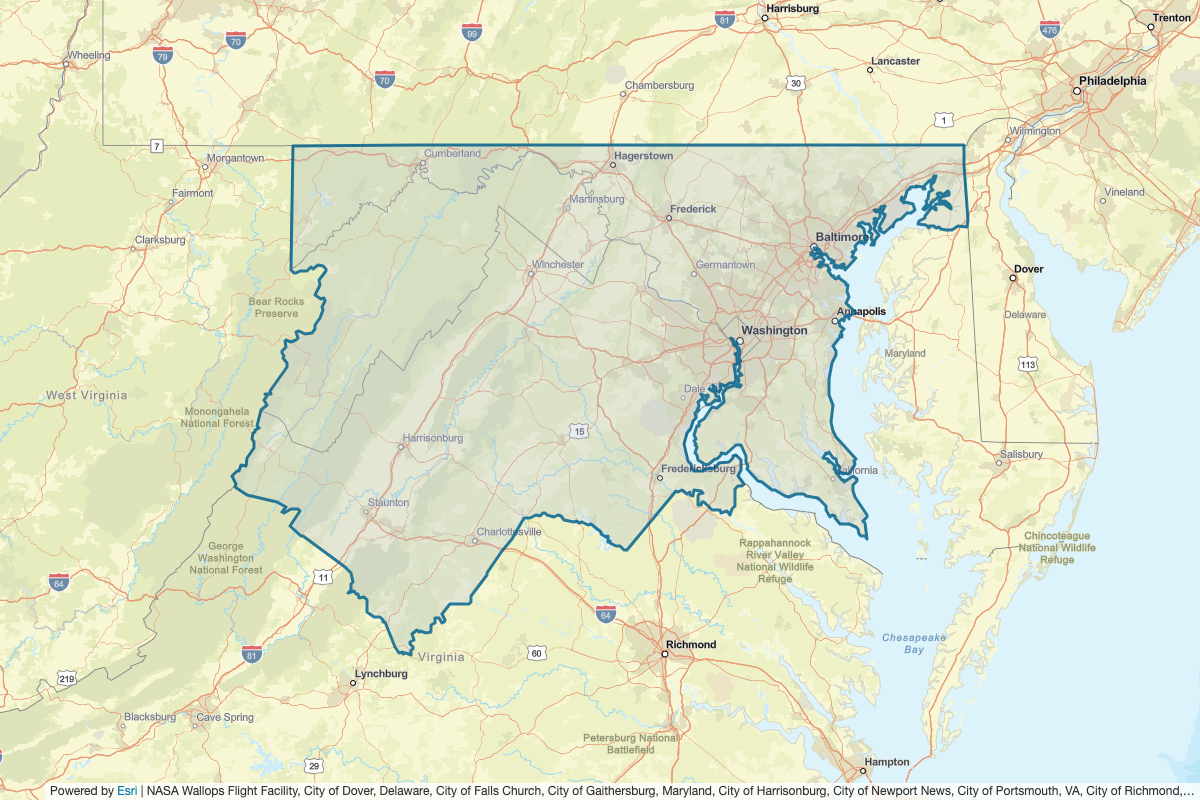 Harrisburg
81
Trenton
99
476
70
79
Wheeling
Lancaster
70
30
Philadelphia
Chambersburg
1
Wilmington
7
Morgantown
Cumberland
Hagerstown
Fairmont
Martinsburg
Vineland
Frederick
Clarksburg
Baltimore
Winchester
Germantown
Dover
Bear Rocks
Preserve
Annapolis
Delaware
Washington
Maryland
113
West Virginia
Dale
Monongahela
National Forest
15
Harrisonburg
Salisbury
Fredericksburg
California
Staunton
Charlottesville
Chincoteague
National Wildlife
Refuge
George
Washington
National Forest
Rappahannock
River Valley
National Wildlife
Refuge
11
64
64
Chesapeake
Bay
Richmond
81
60
Virginia
219
Lynchburg
Blacksburg
Cave Spring
Petersburg National
Battlefield
29
Hampton
Powered by Esri | NASA Wallops Flight Facility, City of Dover, Delaware, City of Falls Church, City of Gaithersburg, Maryland, City of Harrisonburg, City of Newport News, City of Portsmouth, VA, City of Richmond,...